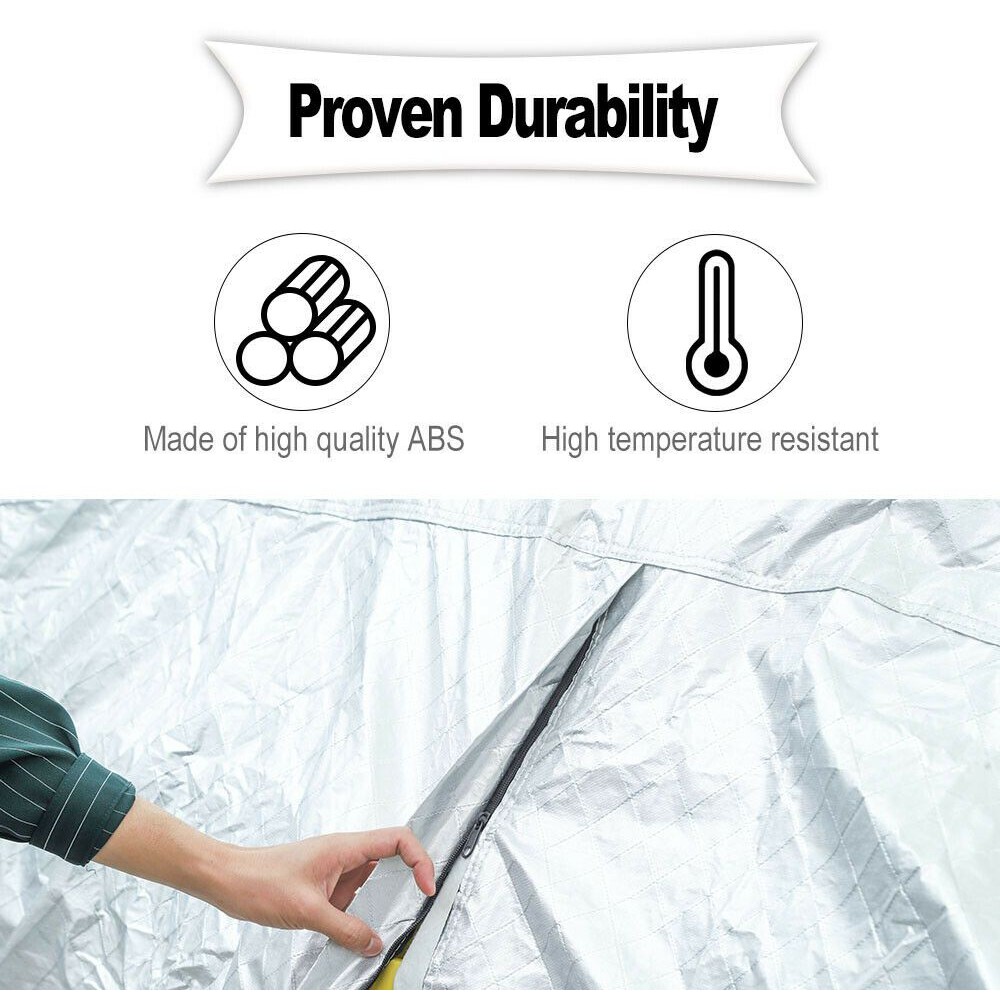 Proven Durability
Made of high quality ABS
High temperature resistant